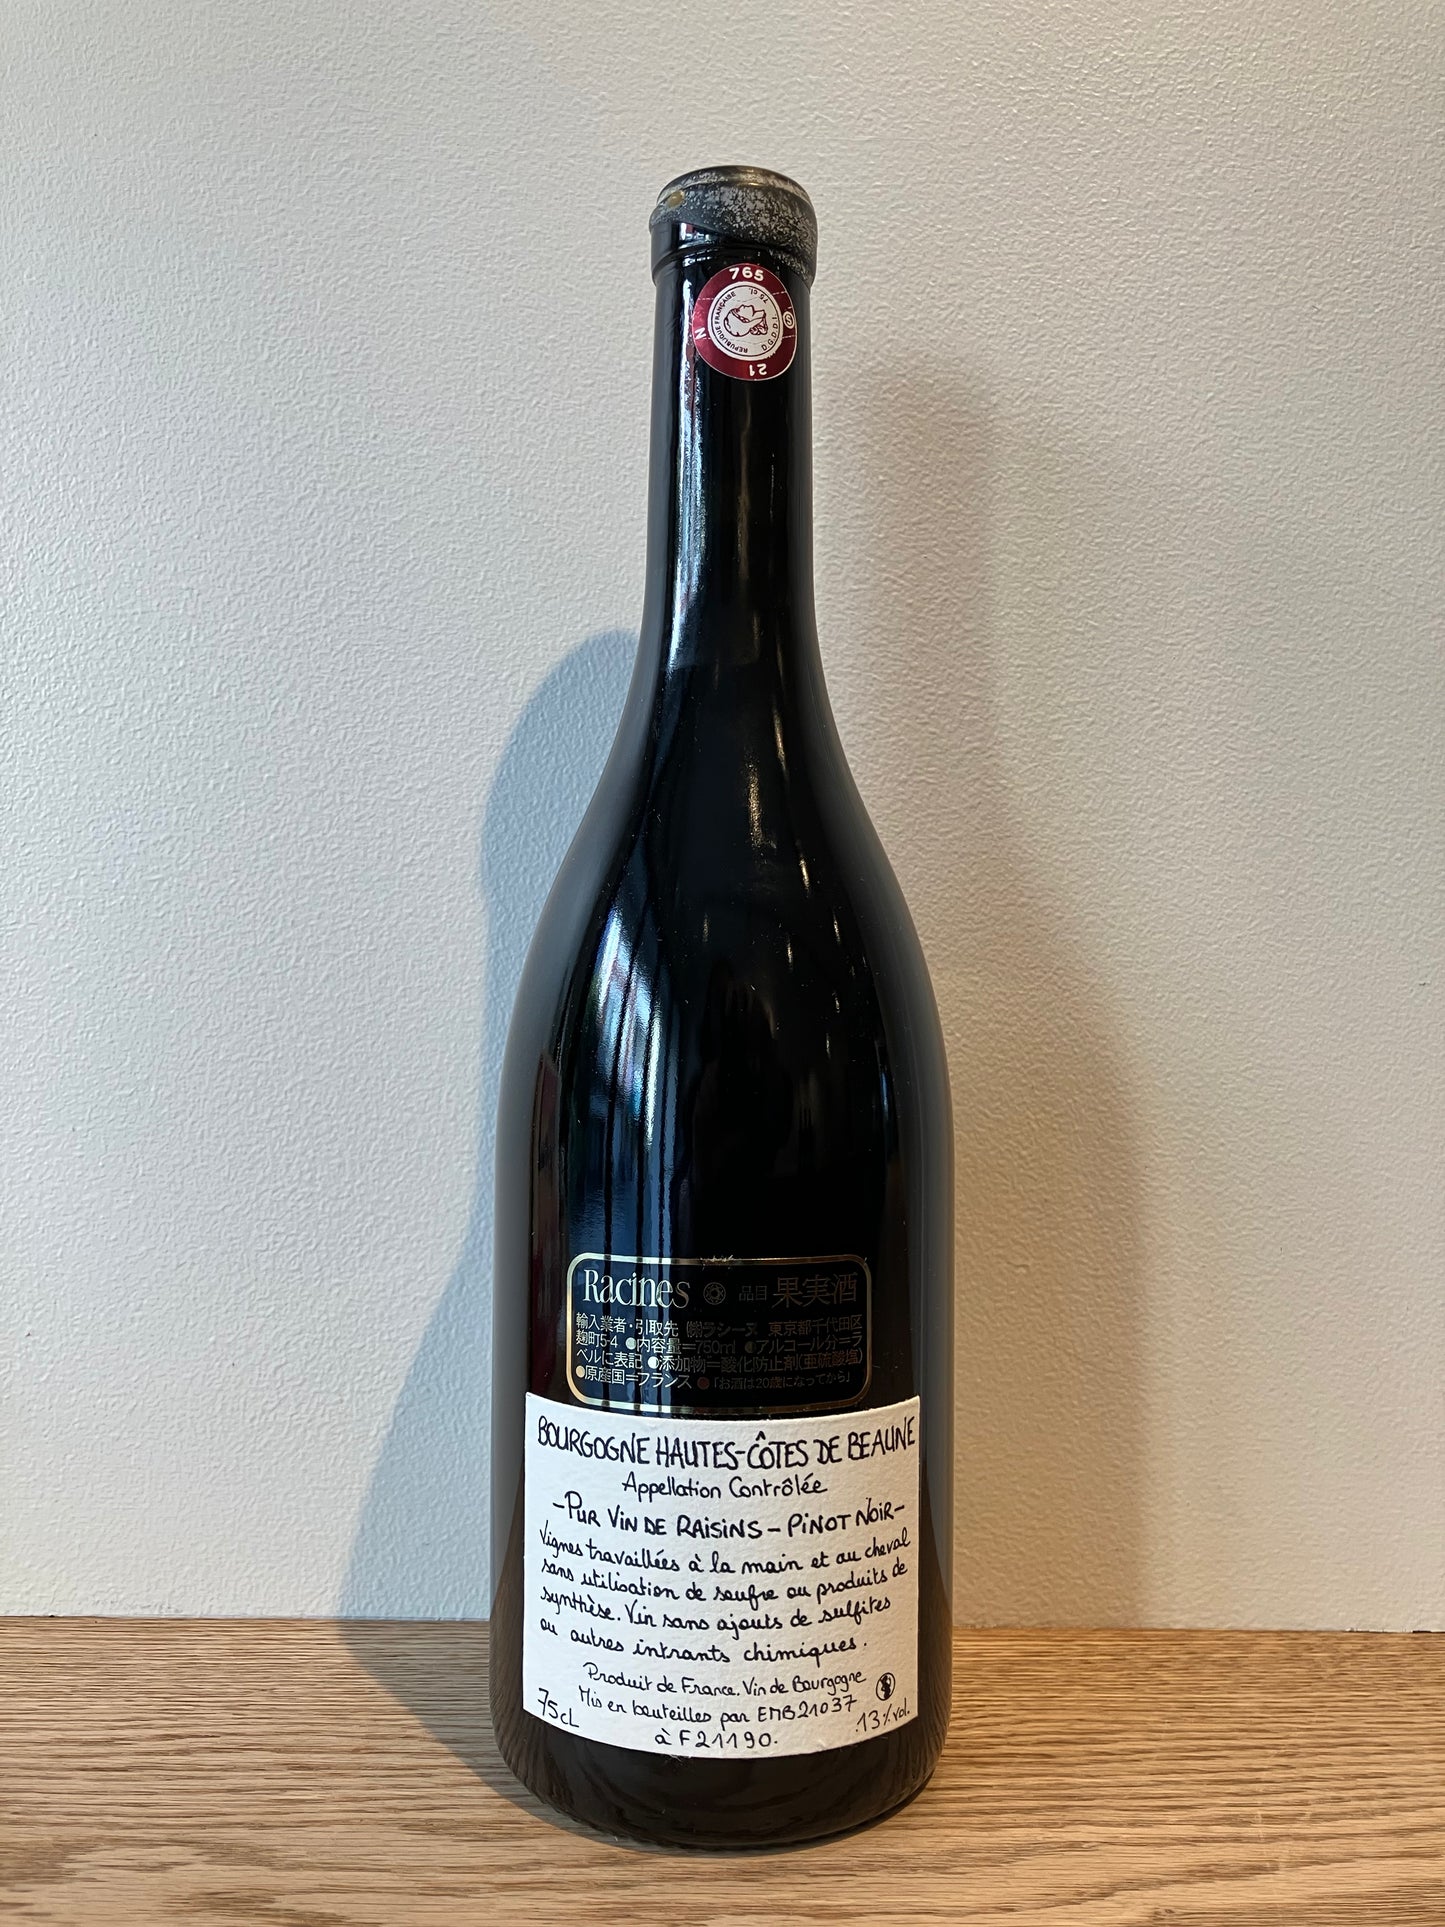 765
RÉPUBLIQUE FRANÇAISE
75 cl.
D.G.D.D.I.
N
S
21
Racines 品目 果実酒
輸入業者・引取先 (株)ラシーヌ 東京都千代田区
麹町5-4 ●内容量=750ml ●アルコール分=ラ
ベルに表記 ●添加物=酸化防止剤(亜硫酸塩)
●原産国=フランス ●「お酒は20歳になってから」
BOURGOGNE HAUTES-CÔTES DE BEAUNE
Appellation Contrôlée
-PUR VIN DE RAISINS - PINOT NOIR-
Vignes travaillées à la main et au cheval
sans utilisation de soufre ou produits de
synthèse. Vin sans ajouts de sulfites
ou autres intrants chimiques.
Produit de France. Vin de Bourgogne
Mis en bouteilles par EMB21037
75cL à F21190. 13%vol.